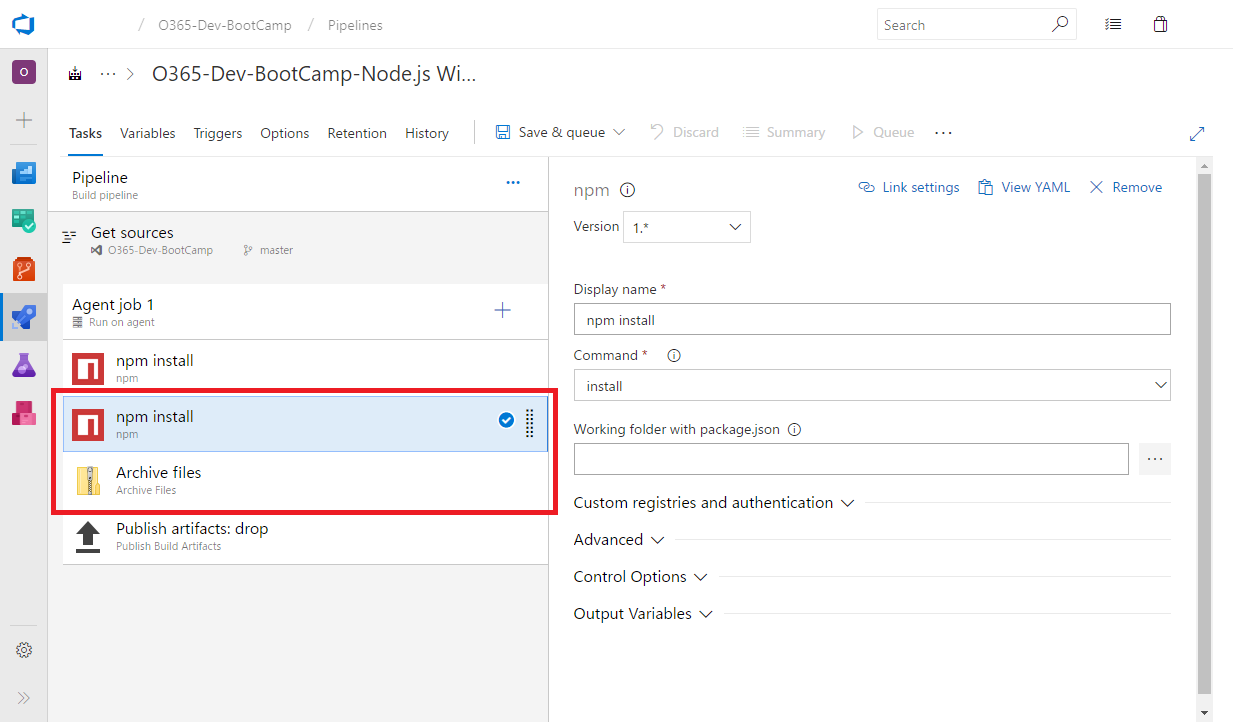 / O365-Dev-BootCamp / Pipelines
Search
O
··· > O365-Dev-BootCamp-Node.js Wi...
Tasks Variables Triggers Options Retention History Save & queue Discard Summary Queue ···
Pipeline
Build pipeline
···
Get sources
O365-Dev-BootCamp master
Agent job 1
Run on agent
npm install
npm
npm install
npm
Archive files
Archive Files
Publish artifacts: drop
Publish Build Artifacts
npm
Link settings View YAML Remove
Version 1.*
Display name *
npm install
Command *
install
Working folder with package.json
···
Custom registries and authentication
Advanced
Control Options
Output Variables